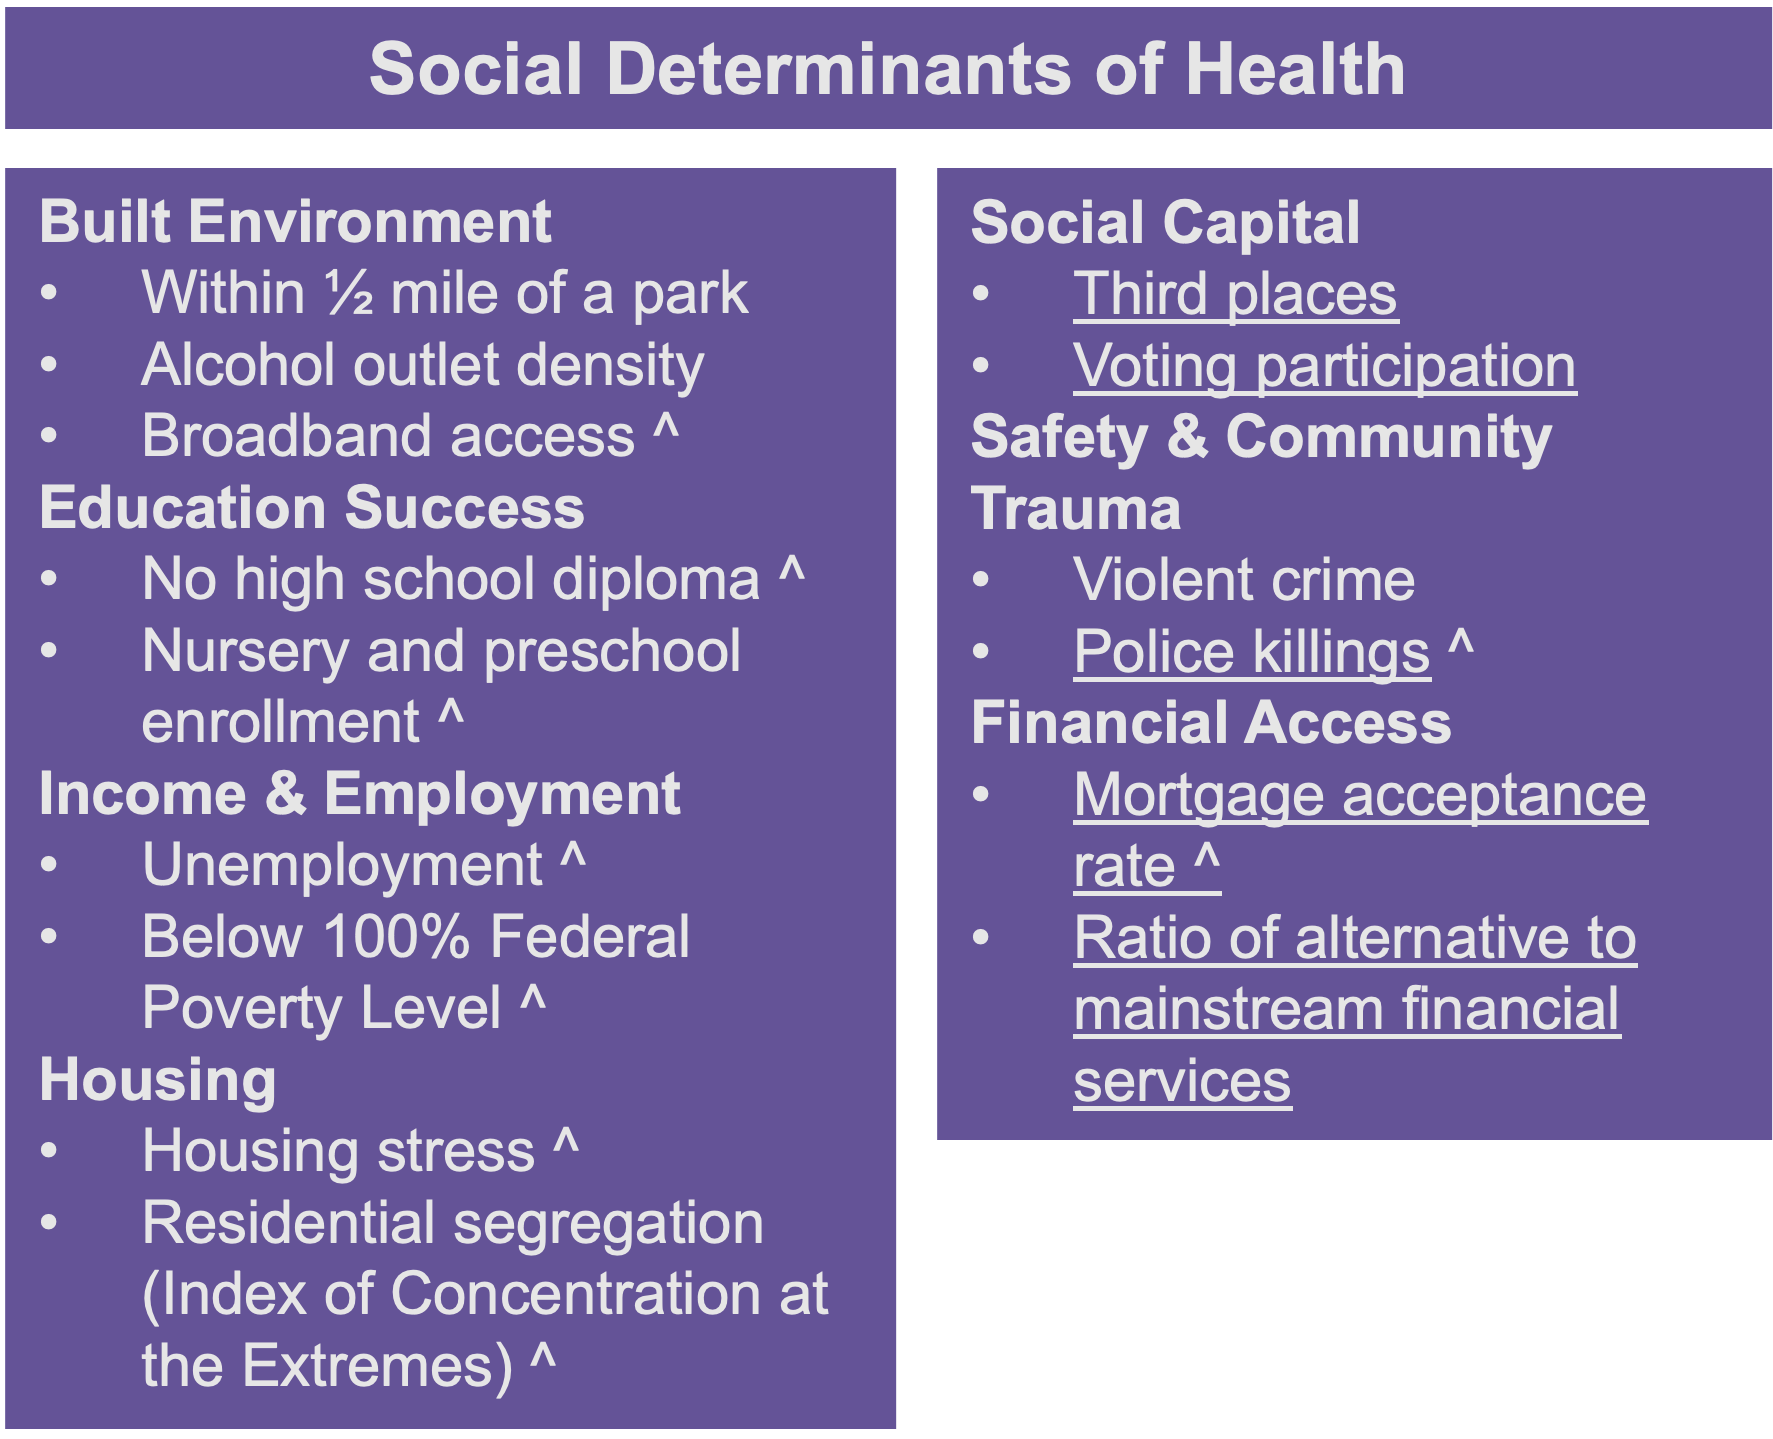 Social Determinants of Health
Built Environment
• Within ½ mile of a park
• Alcohol outlet density
• Broadband access ^
Education Success
• No high school diploma ^
• Nursery and preschool
enrollment ^
Income & Employment
• Unemployment ^
• Below 100% Federal
Poverty Level ^
Housing
• Housing stress ^
• Residential segregation
(Index of Concentration at
the Extremes) ^
Social Capital
• Third places
• Voting participation
Safety & Community
Trauma
• Violent crime
• Police killings ^
Financial Access
• Mortgage acceptance
rate ^
• Ratio of alternative to
mainstream financial
services